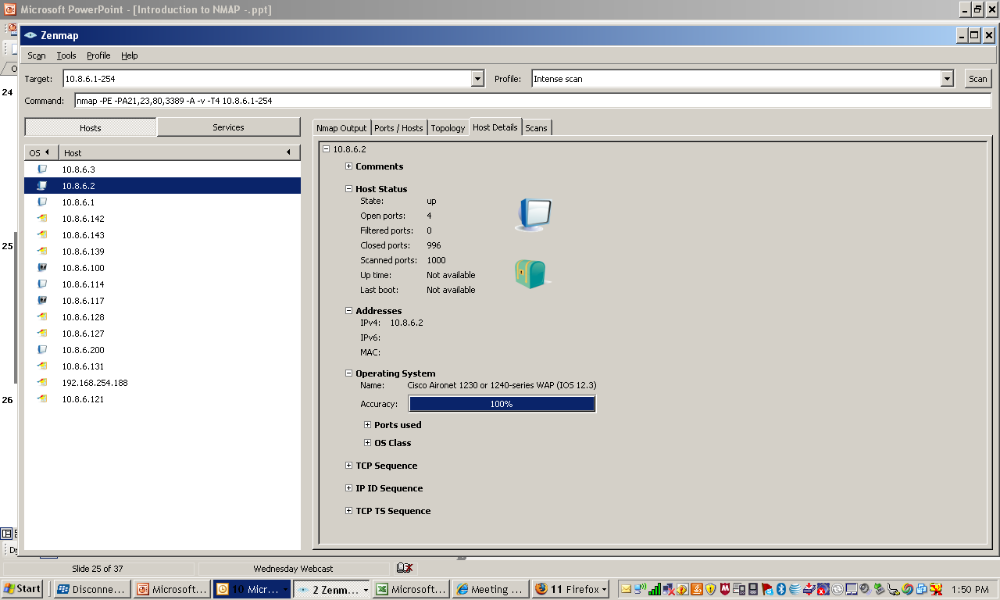 Microsoft PowerPoint - [Introduction to NMAP -.ppt]
Zenmap
Scan Tools Profile Help
Target: 10.8.6.1-254 Profile: Intense scan Scan
Command: nmap -PE -PA21,23,80,3389 -A -v -T4 10.8.6.1-254
Hosts Services
Nmap Output Ports / Hosts Topology Host Details Scans
OS Host
10.8.6.3
10.8.6.2
10.8.6.1
10.8.6.142
10.8.6.143
10.8.6.139
10.8.6.100
10.8.6.114
10.8.6.117
10.8.6.128
10.8.6.127
10.8.6.200
10.8.6.131
192.168.254.188
10.8.6.121
10.8.6.2
Comments
Host Status
State: up
Open ports: 4
Filtered ports: 0
Closed ports: 996
Scanned ports: 1000
Up time: Not available
Last boot: Not available
Addresses
IPv4: 10.8.6.2
IPv6:
MAC:
Operating System
Name: Cisco Aironet 1230 or 1240-series WAP (IOS 12.3)
Accuracy: 100%
Ports used
OS Class
TCP Sequence
IP ID Sequence
TCP TS Sequence
24
25
26
Slide 25 of 37 Wednesday Webcast
Start Disconne... Microsoft... 10 Micr... 2 Zenm... Microsoft... Meeting ... 11 Firefox 1:50 PM